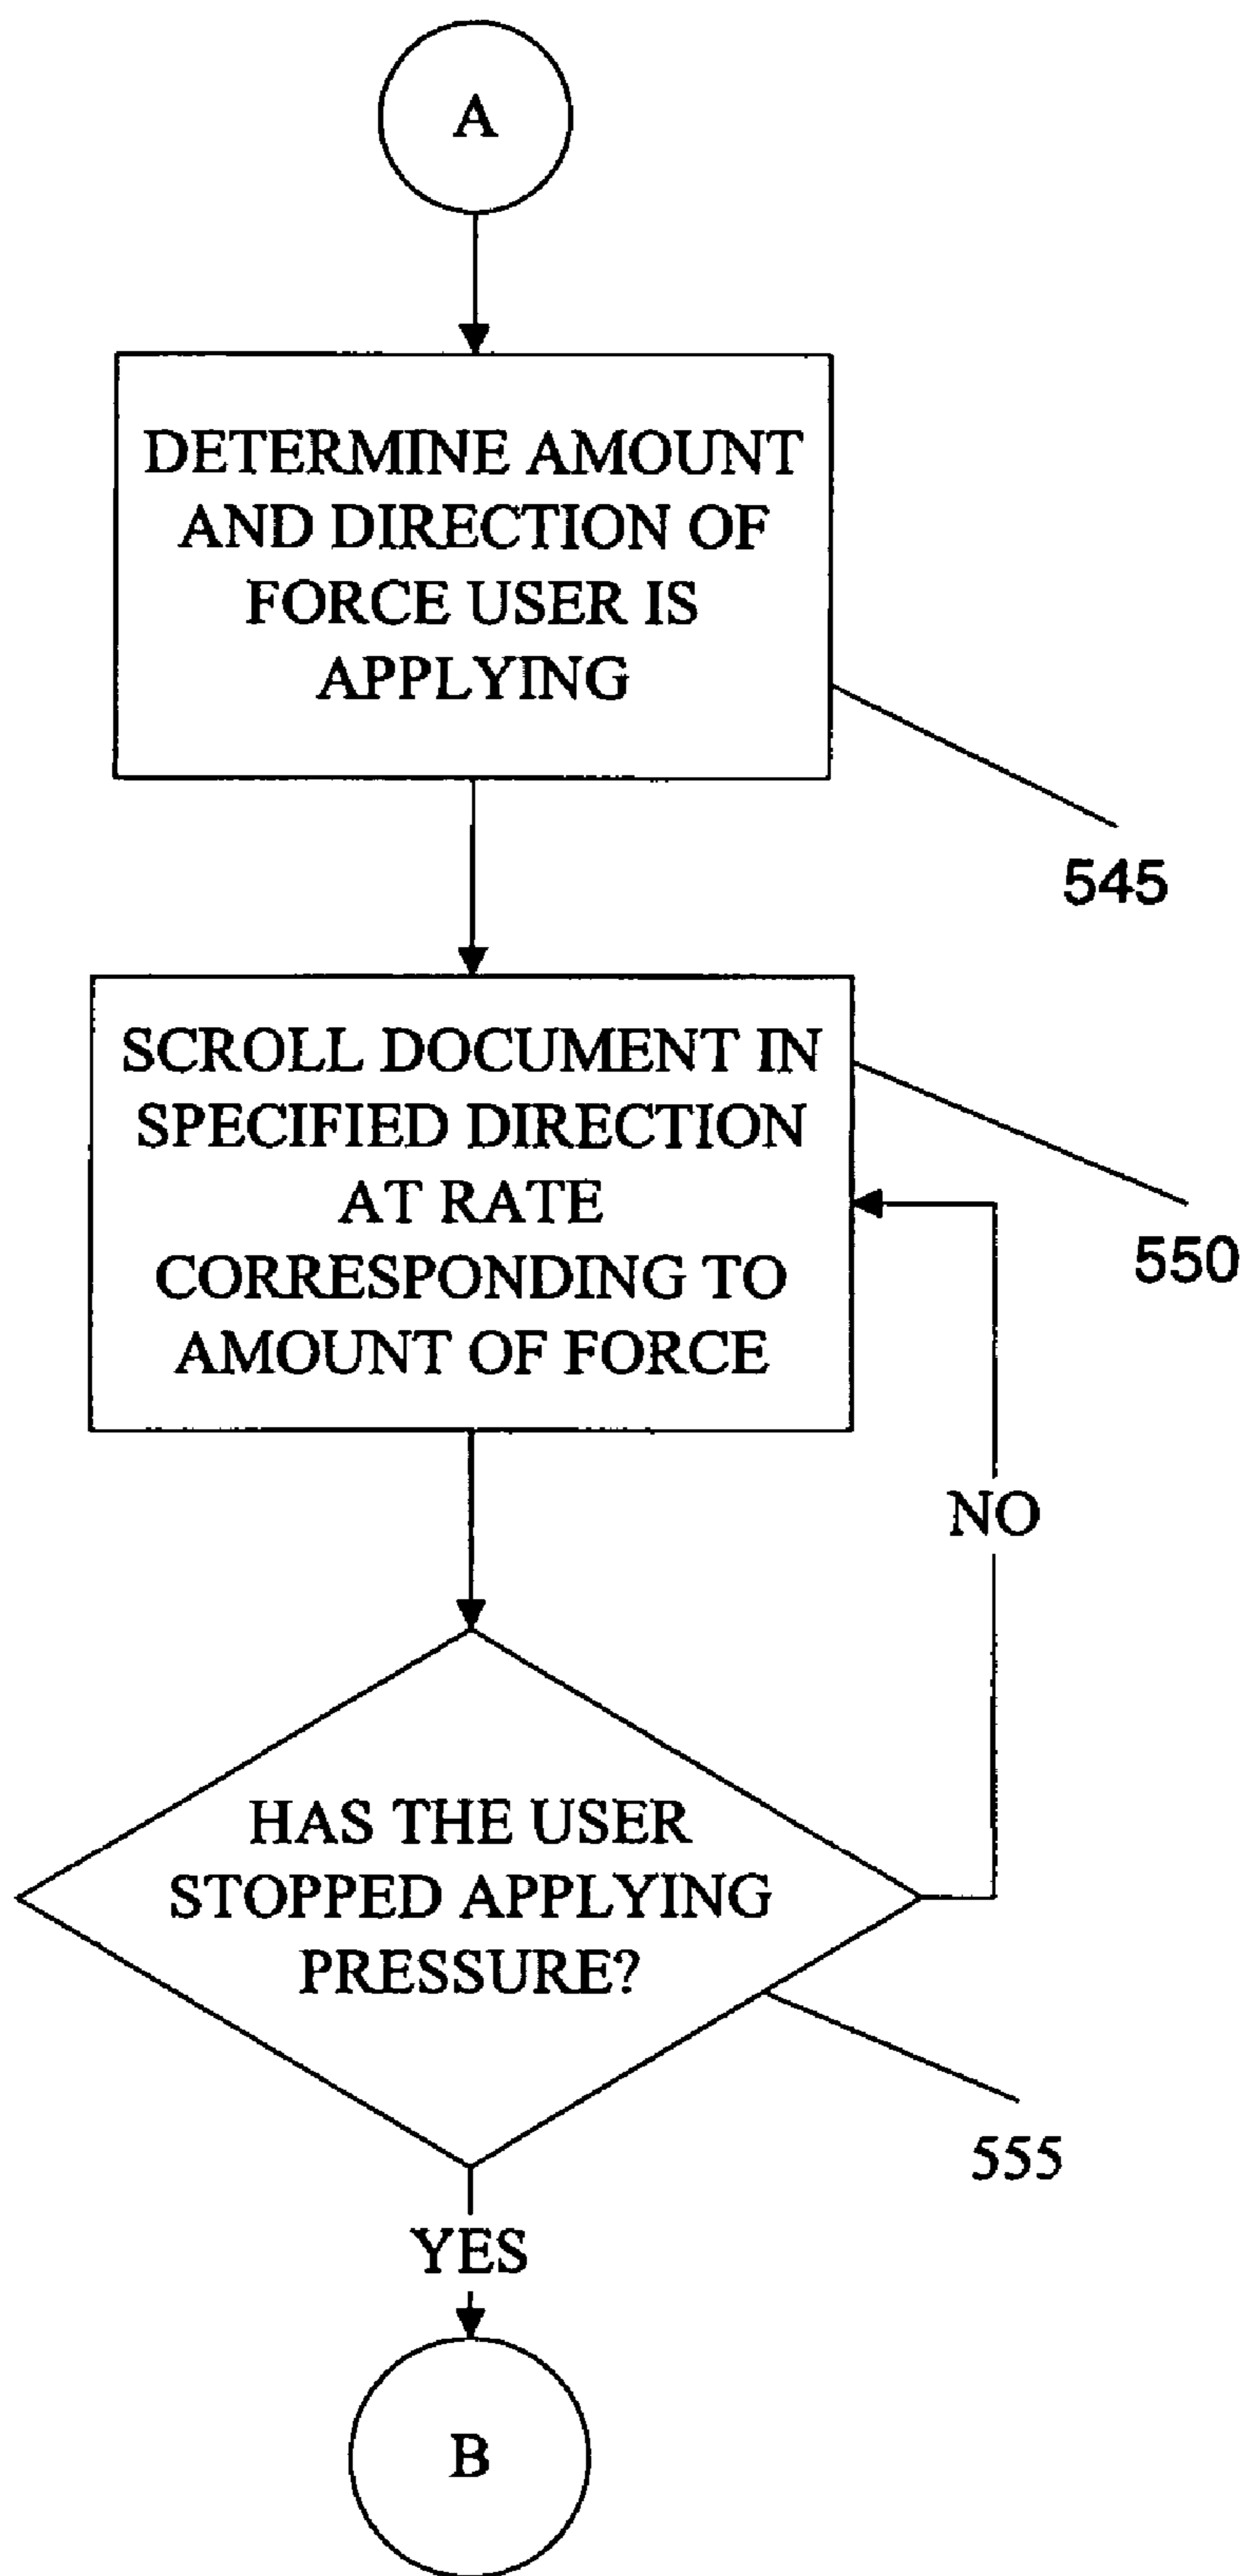 A
DETERMINE AMOUNT
AND DIRECTION OF
FORCE USER IS
APPLYING
545
SCROLL DOCUMENT IN
SPECIFIED DIRECTION
AT RATE
CORRESPONDING TO
AMOUNT OF FORCE
550
NO
HAS THE USER
STOPPED APPLYING
PRESSURE?
555
YES
B